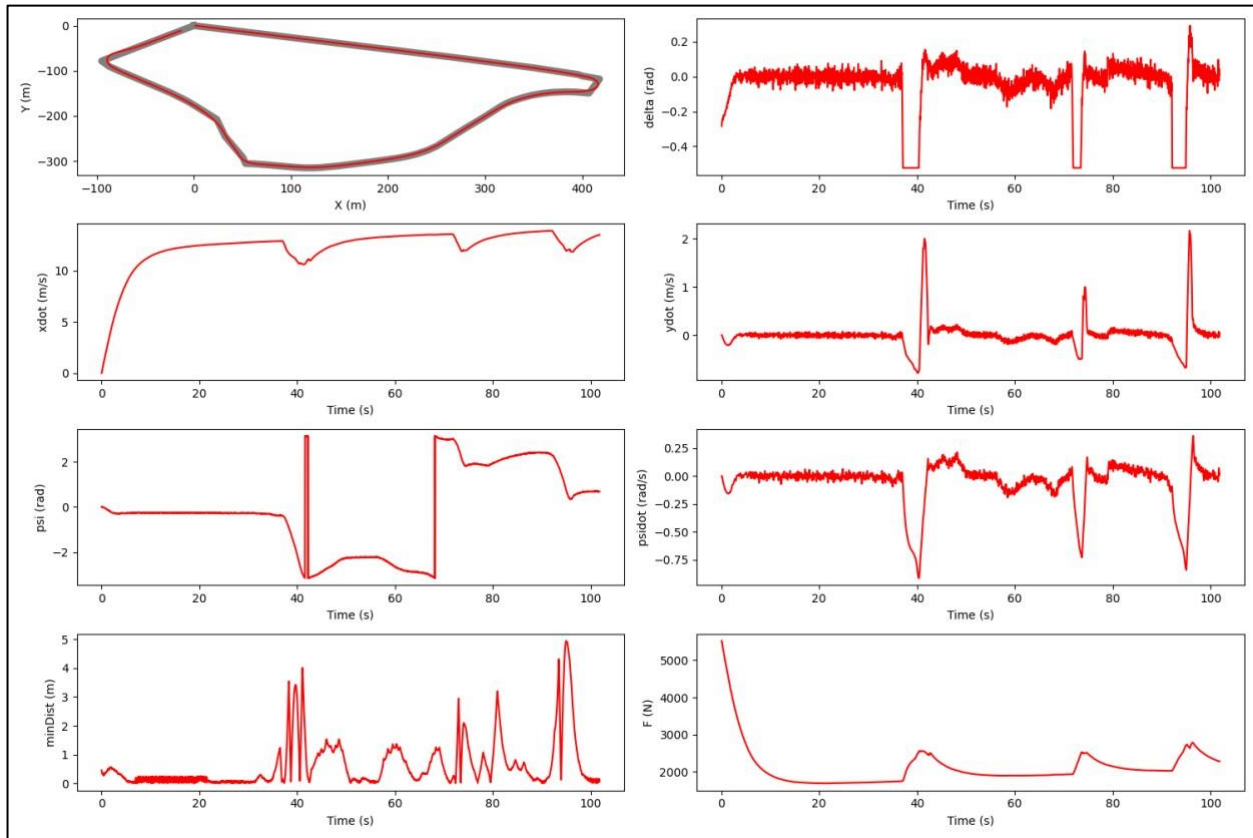 0
−100
−200
−300
Y (m)
−100 0 100 200 300 400
X (m)
0.2
0.0
−0.2
−0.4
delta (rad)
0 20 40 60 80 100
Time (s)
10
5
0
xdot (m/s)
0 20 40 60 80 100
Time (s)
2
1
0
ydot (m/s)
0 20 40 60 80 100
Time (s)
2
0
−2
psi (rad)
0 20 40 60 80 100
Time (s)
0.25
0.00
−0.25
−0.50
−0.75
psidot (rad/s)
0 20 40 60 80 100
Time (s)
5
4
3
2
1
0
minDist (m)
0 20 40 60 80 100
Time (s)
5000
4000
3000
2000
F (N)
0 20 40 60 80 100
Time (s)